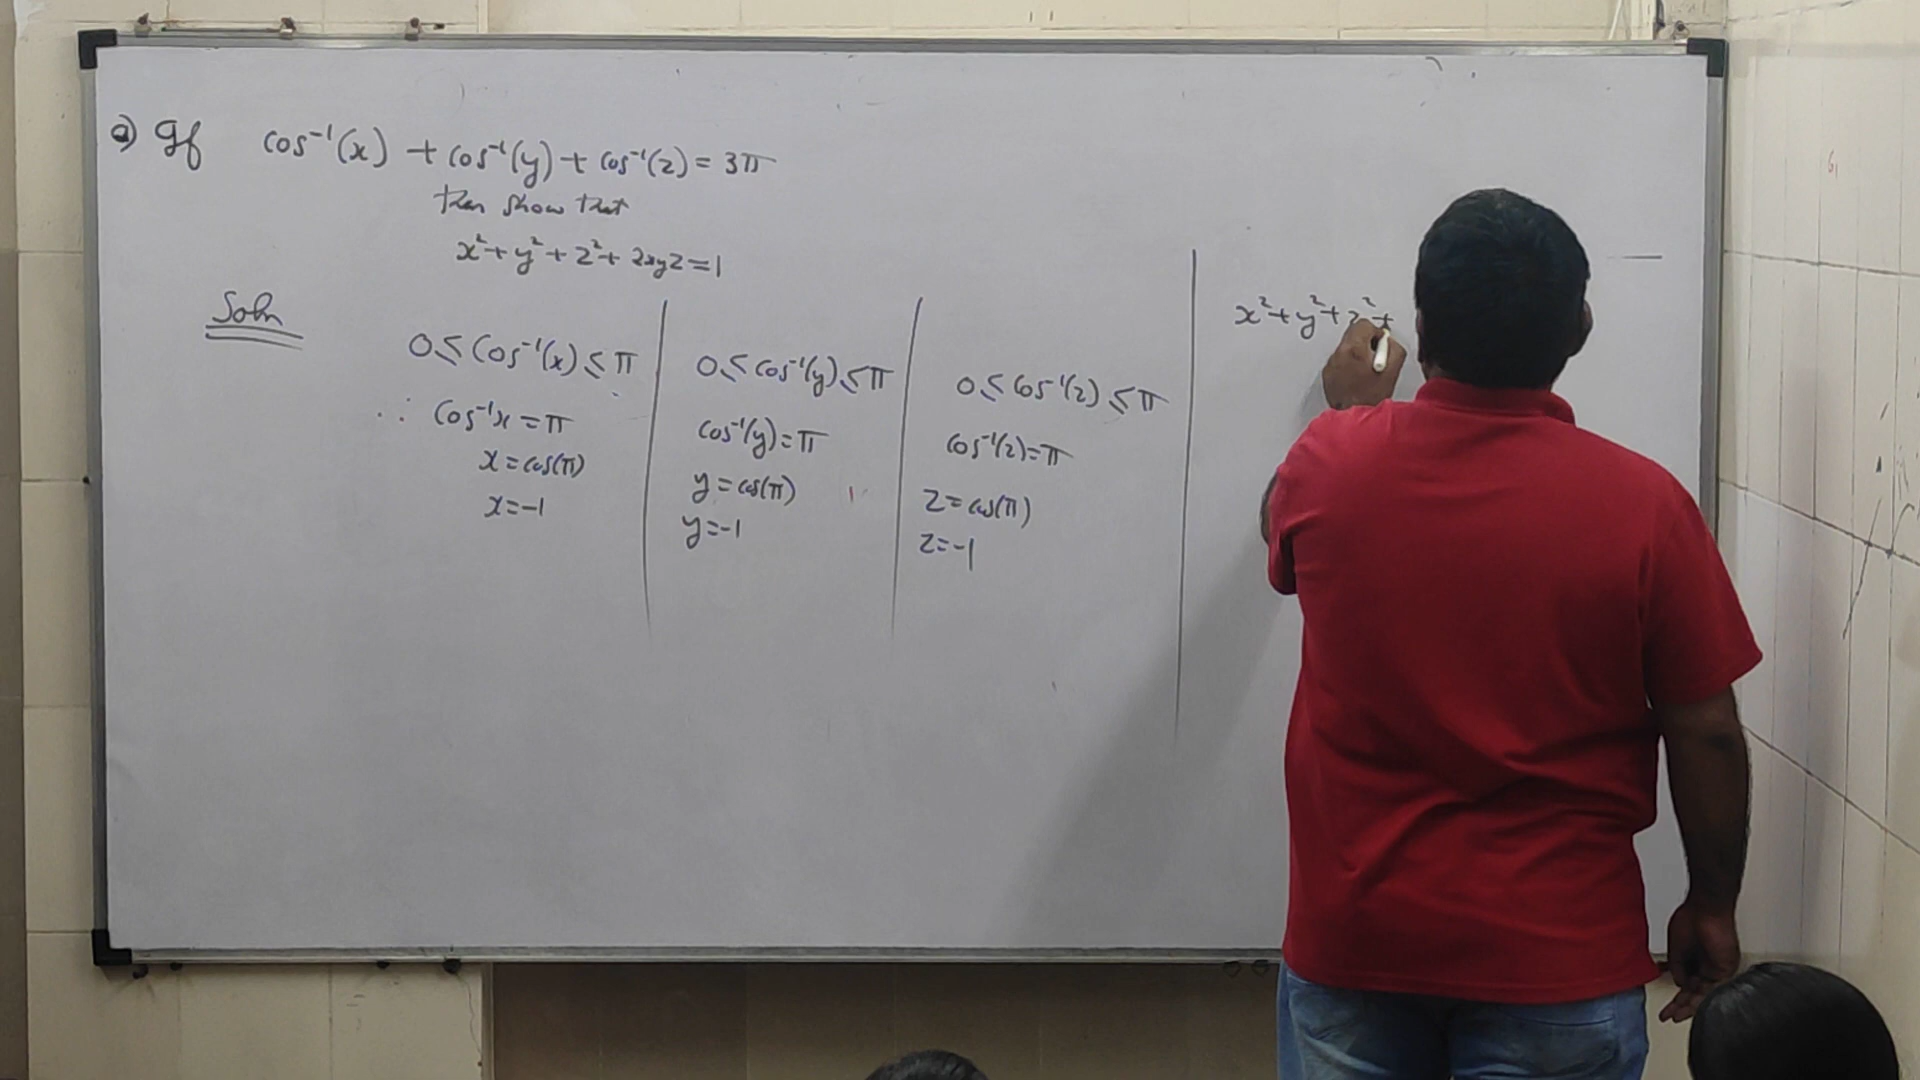 a) If cos⁻¹(x) + cos⁻¹(y) + cos⁻¹(z) = 3π
then show that
x² + y² + z² + 2xyz = 1
Soln
0 ≤ cos⁻¹(x) ≤ π
∴ cos⁻¹x = π
x = cos(π)
x = -1
0 ≤ cos⁻¹(y) ≤ π
cos⁻¹(y) = π
y = cos(π)
y = -1
0 ≤ cos⁻¹(z) ≤ π
cos⁻¹(z) = π
z = cos(π)
z = -1
x² + y² + z² +